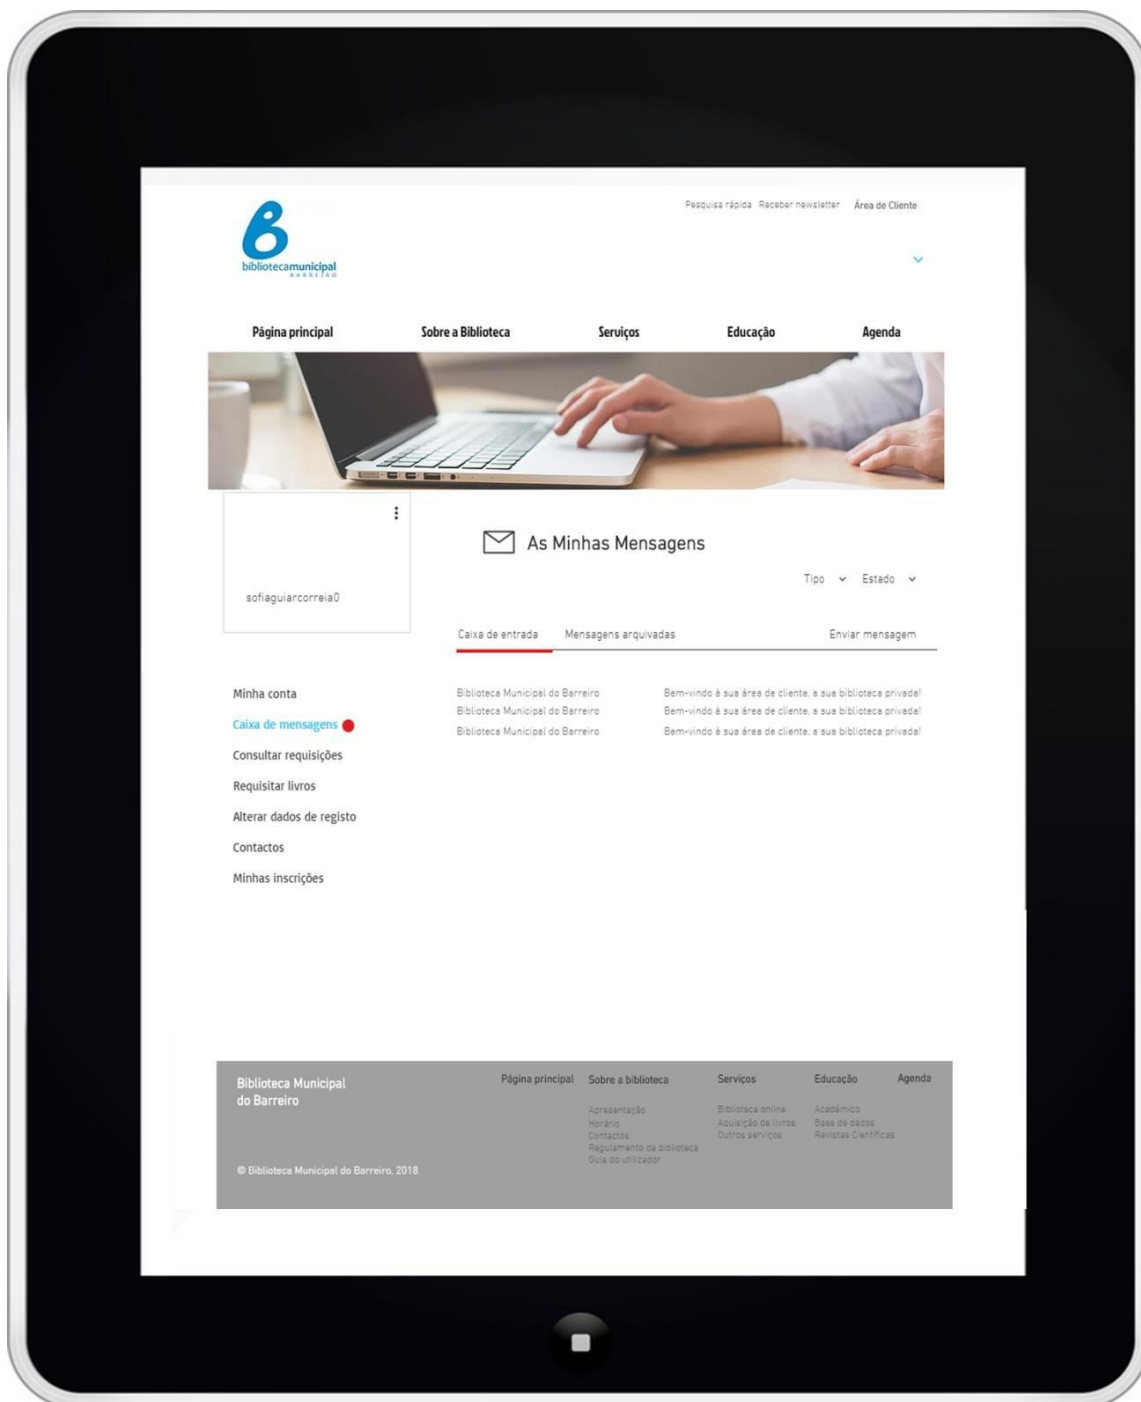 Pesquisa rápida Receber newsletter Área de Cliente
bibliotecamunicipal
BARREIRO
Página principal Sobre a Biblioteca Serviços Educação Agenda
As Minhas Mensagens
Tipo Estado
sofiaguiarcorreia0
Caixa de entrada Mensagens arquivadas Enviar mensagem
Minha conta
Caixa de mensagens
Consultar requisições
Requisitar livros
Alterar dados de registo
Contactos
Minhas inscrições
Biblioteca Municipal do Barreiro Bem-vindo à sua área de cliente, a sua biblioteca privada!
Biblioteca Municipal do Barreiro Bem-vindo à sua área de cliente, a sua biblioteca privada!
Biblioteca Municipal do Barreiro Bem-vindo à sua área de cliente, a sua biblioteca privada!
Biblioteca Municipal
do Barreiro
© Biblioteca Municipal do Barreiro, 2018
Página principal
Sobre a biblioteca
Apresentação
Horário
Contactos
Regulamento da biblioteca
Guia do utilizador
Serviços
Biblioteca online
Aquisição de livros
Outros serviços
Educação
Académico
Base de dados
Revistas Científicas
Agenda